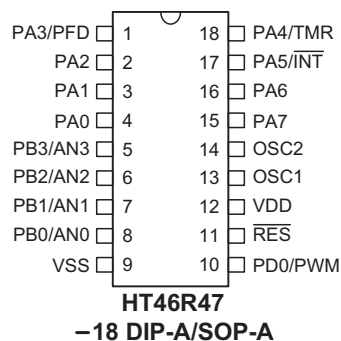 PA3/PFD 1 18 PA4/TMR
PA2 2 17 PA5/INT
PA1 3 16 PA6
PA0 4 15 PA7
PB3/AN3 5 14 OSC2
PB2/AN2 6 13 OSC1
PB1/AN1 7 12 VDD
PB0/AN0 8 11 RES
VSS 9 10 PD0/PWM
HT46R47
–18 DIP-A/SOP-A